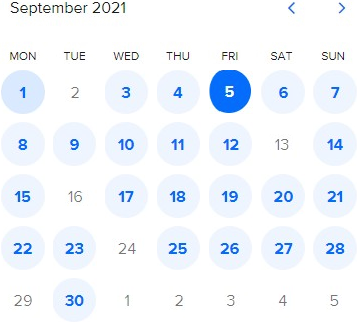 September 2021
MON TUE WED THU FRI SAT SUN
1 2 3 4 5 6 7
8 9 10 11 12 13 14
15 16 17 18 19 20 21
22 23 24 25 26 27 28
29 30 1 2 3 4 5